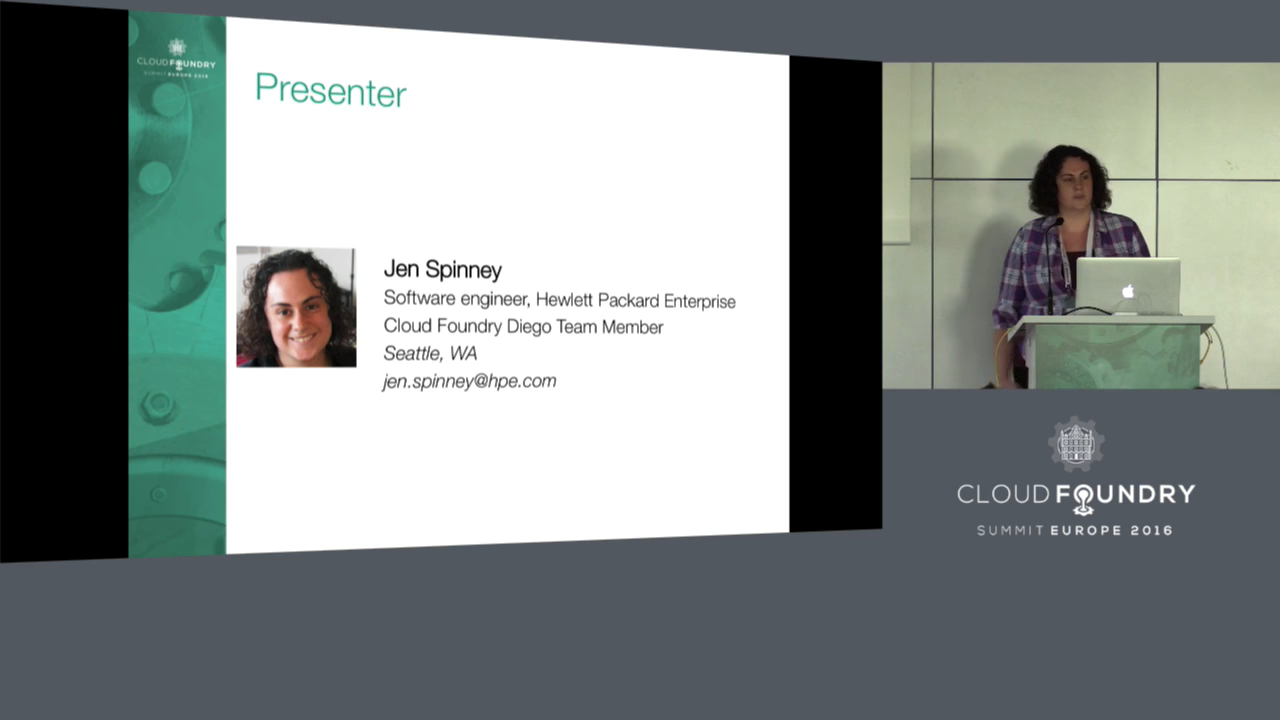 CLOUD FOUNDRY
SUMMIT EUROPE 2016
Presenter
Jen Spinney
Software engineer, Hewlett Packard Enterprise
Cloud Foundry Diego Team Member
Seattle, WA
jen.spinney@hpe.com
CLOUD FOUNDRY
SUMMIT EUROPE 2016